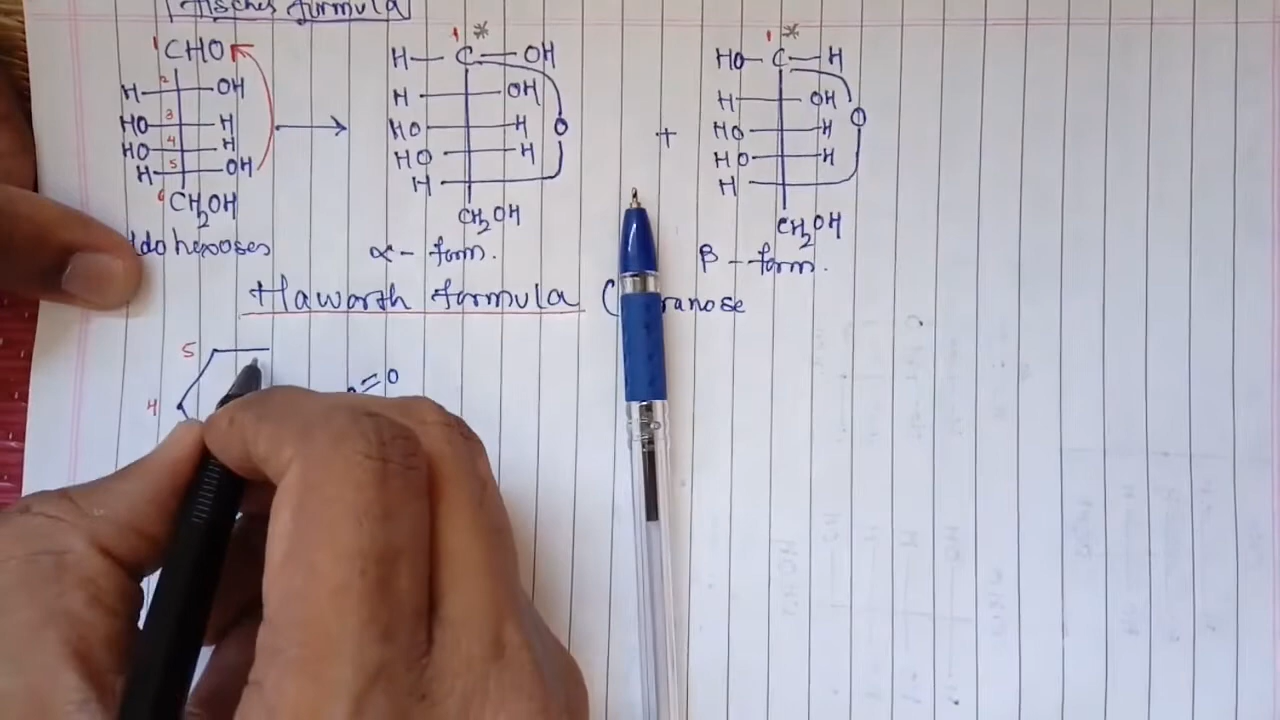 Fischer formula
1 CHO H — 1 C * — OH HO — 1 C * — H
H 2 OH H OH H OH
HO 3 H HO H O HO H O
HO 4 H HO H + HO H
H 5 OH H H
6 CH2OH CH2OH CH2OH
ldohexoses α - form. β - form.
Haworth formula ( ranose
5
4 =O